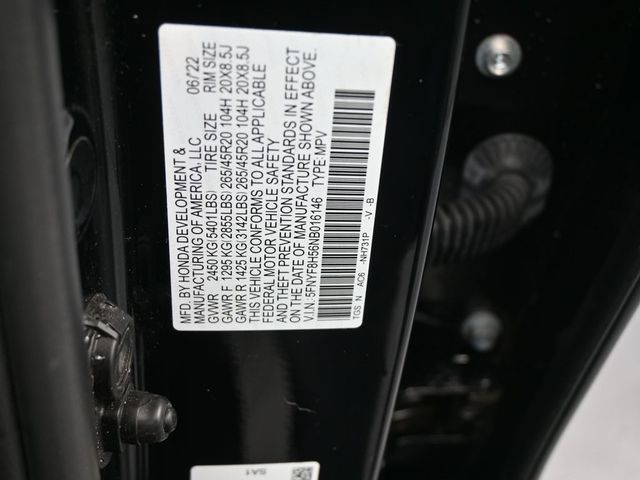 MFD. BY HONDA DEVELOPMENT & 06/22
MANUFACTURING OF AMERICA, LLC
GVWR 2450 KG(5401LBS) TIRE SIZE RIM SIZE
GAWR F 1295 KG(2855LBS) 265/45R20 104H 20X8.5J
GAWR R 1425 KG(3142LBS) 265/45R20 104H 20X8.5J
THIS VEHICLE CONFORMS TO ALL APPLICABLE
FEDERAL MOTOR VEHICLE SAFETY
AND THEFT PREVENTION STANDARDS IN EFFECT
ON THE DATE OF MANUFACTURE SHOWN ABOVE.
V.I.N.:5FNYF8H56NB016146 TYPE:MPV
TGS N AC6 -NH731P -V -B
SA1